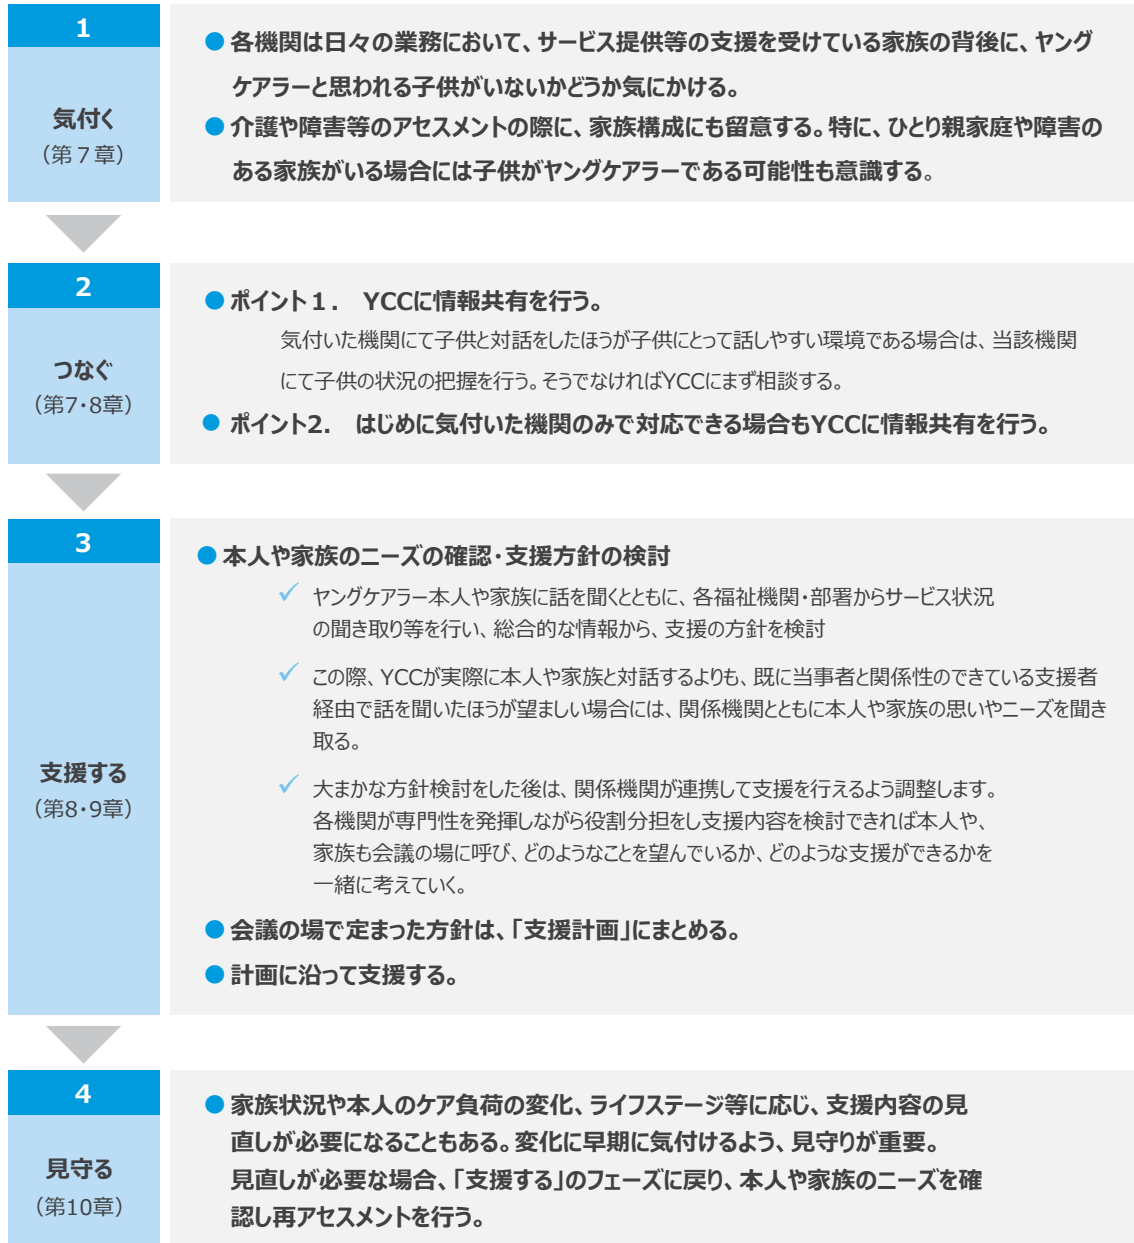 1
気付く
（第７章）
● 各機関は日々の業務において、サービス提供等の支援を受けている家族の背後に、ヤング
ケアラーと思われる子供がいないかどうか気にかける。
● 介護や障害等のアセスメントの際に、家族構成にも留意する。特に、ひとり親家庭や障害の
ある家族がいる場合には子供がヤングケアラーである可能性も意識する。
2
つなぐ
（第7・8章）
● ポイント１． YCCに情報共有を行う。
気付いた機関にて子供と対話をしたほうが子供にとって話しやすい環境である場合は、当該機関
にて子供の状況の把握を行う。そうでなければYCCにまず相談する。
● ポイント2. はじめに気付いた機関のみで対応できる場合もYCCに情報共有を行う。
3
支援する
（第8・9章）
● 本人や家族のニーズの確認・支援方針の検討
✓ ヤングケアラー本人や家族に話を聞くとともに、各福祉機関・部署からサービス状況
の聞き取り等を行い、総合的な情報から、支援の方針を検討
✓ この際、YCCが実際に本人や家族と対話するよりも、既に当事者と関係性のできている支援者
経由で話を聞いたほうが望ましい場合には、関係機関とともに本人や家族の思いやニーズを聞き
取る。
✓ 大まかな方針検討をした後は、関係機関が連携して支援を行えるよう調整します。
各機関が専門性を発揮しながら役割分担をし支援内容を検討できれば本人や、
家族も会議の場に呼び、どのようなことを望んでいるか、どのような支援ができるかを
一緒に考えていく。
● 会議の場で定まった方針は、「支援計画」にまとめる。
● 計画に沿って支援する。
4
見守る
（第10章）
● 家族状況や本人のケア負荷の変化、ライフステージ等に応じ、支援内容の見
直しが必要になることもある。変化に早期に気付けるよう、見守りが重要。
見直しが必要な場合、「支援する」のフェーズに戻り、本人や家族のニーズを確
認し再アセスメントを行う。